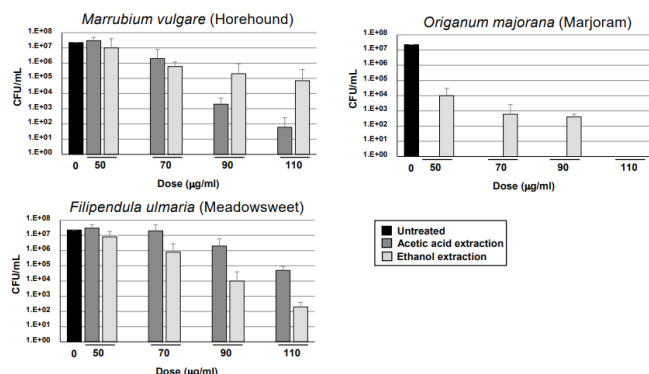 Marrubium vulgare (Horehound)
CFU/mL
1.E+08
1.E+07
1.E+06
1.E+05
1.E+04
1.E+03
1.E+02
1.E+01
1.E+00
0 50 70 90 110
Dose (µg/ml)
Origanum majorana (Marjoram)
CFU/mL
1.E+08
1.E+07
1.E+06
1.E+05
1.E+04
1.E+03
1.E+02
1.E+01
1.E+00
0 50 70 90 110
Dose (µg/ml)
Filipendula ulmaria (Meadowsweet)
CFU/mL
1.E+08
1.E+07
1.E+06
1.E+05
1.E+04
1.E+03
1.E+02
1.E+01
1.E+00
0 50 70 90 110
Dose (µg/ml)
Untreated
Acetic acid extraction
Ethanol extraction